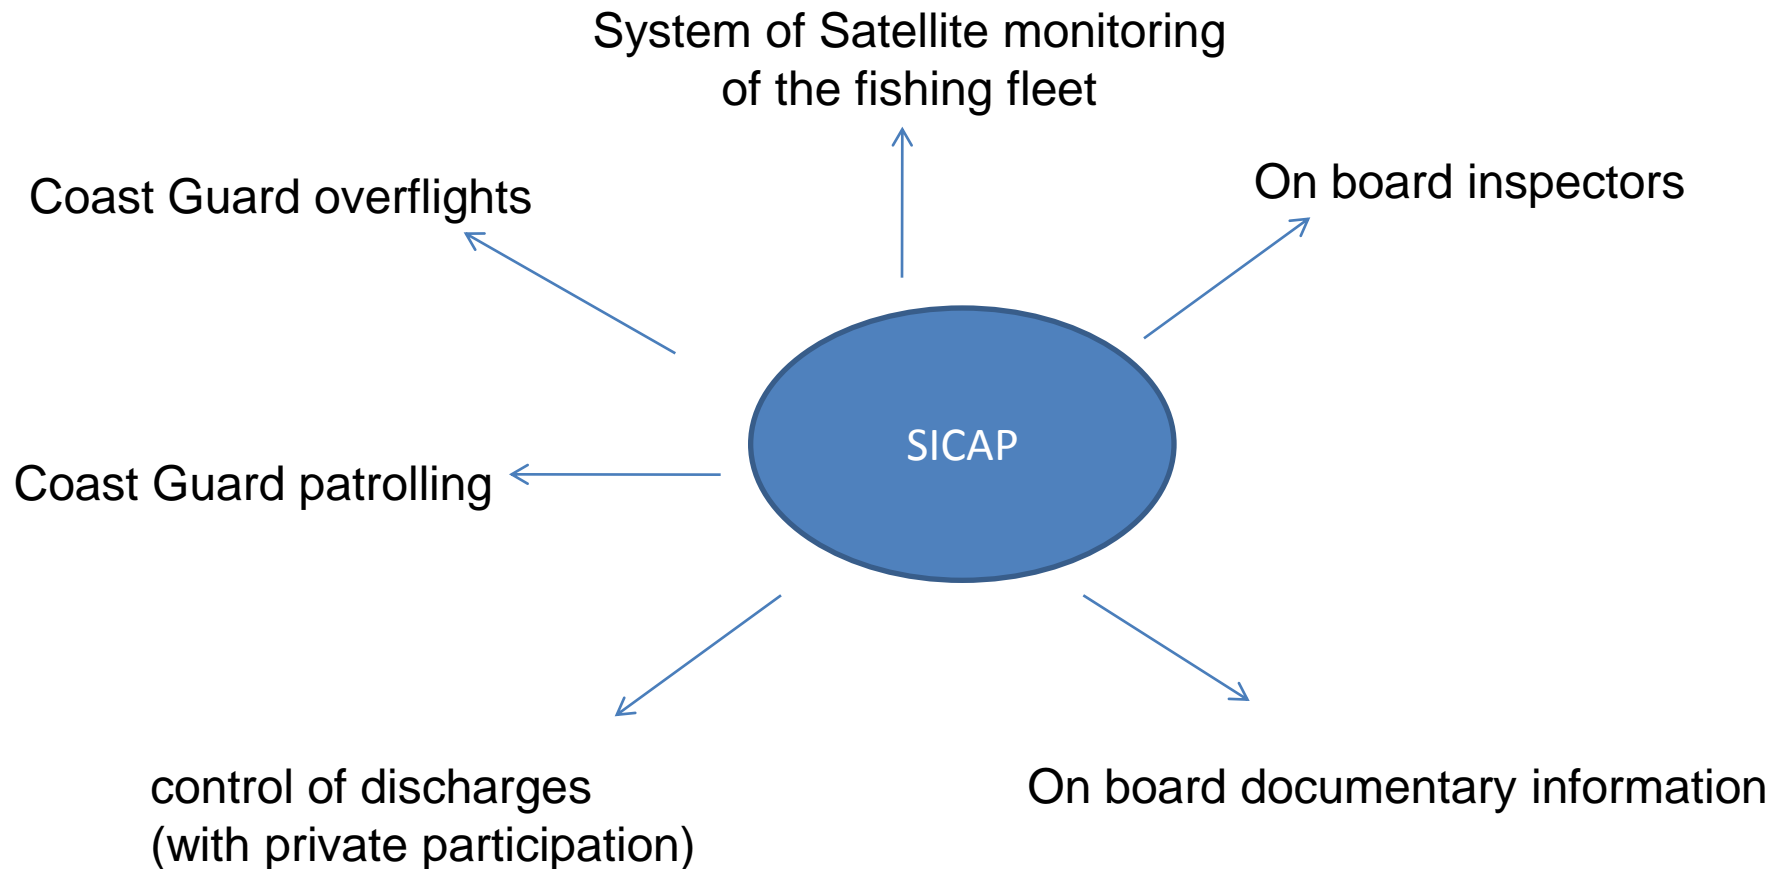 System of Satellite monitoring
of the fishing fleet
Coast Guard overflights
On board inspectors
SICAP
Coast Guard patrolling
control of discharges
(with private participation)
On board documentary information